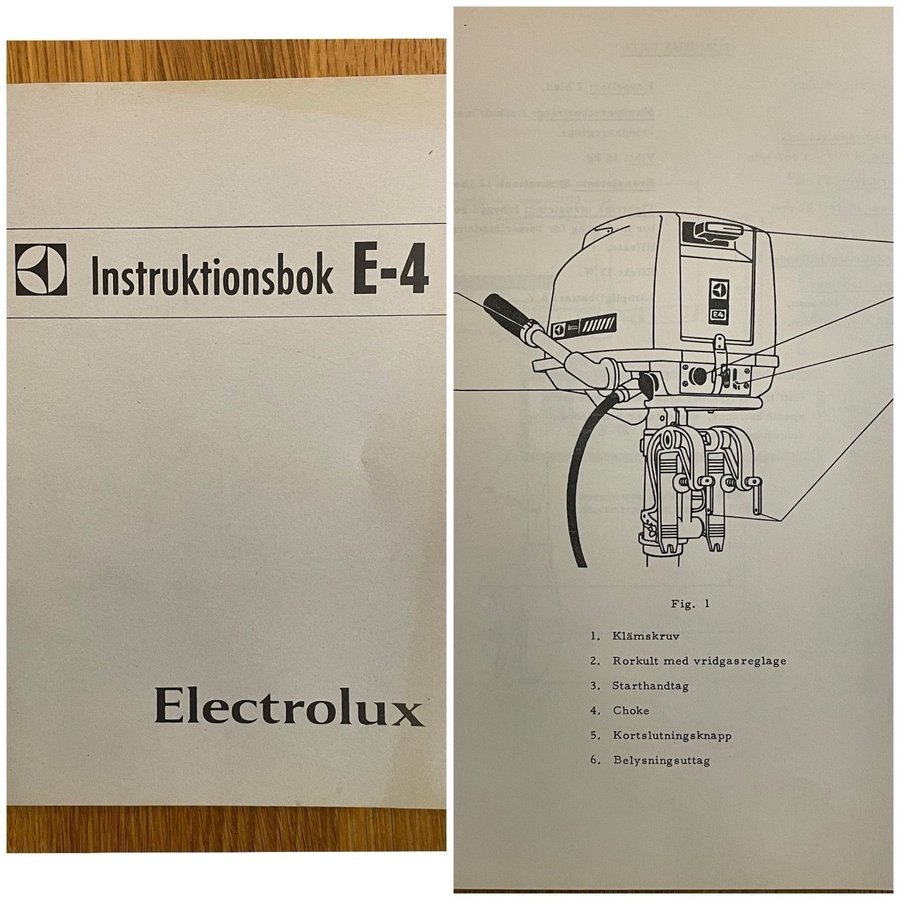 Instruktionsbok E-4
Electrolux
E4
Fig. 1
1. Klämskruv
2. Rorkult med vridgasreglage
3. Starthandtag
4. Choke
5. Kortslutningsknapp
6. Belysningsuttag